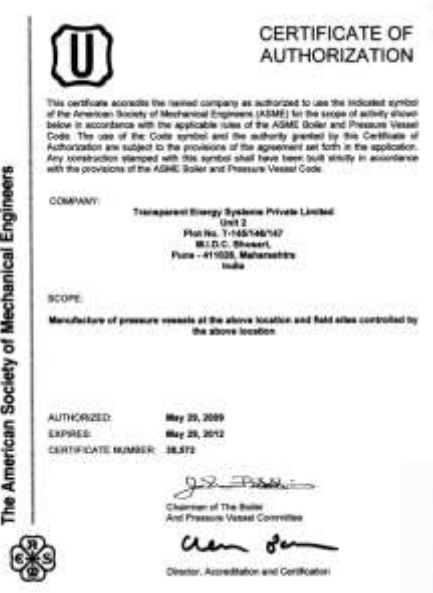 U
CERTIFICATE OF
AUTHORIZATION
This certificate accredits the named company as authorized to use the indicated symbol
of the American Society of Mechanical Engineers (ASME) for the scope of activity shown
below in accordance with the applicable rules of the ASME Boiler and Pressure Vessel
Code. The use of the Code symbol and the authority granted by this Certificate of
Authorization are subject to the provisions of the agreement set forth in the application.
Any construction stamped with this symbol shall have been built strictly in accordance
with the provisions of the ASME Boiler and Pressure Vessel Code.
COMPANY:
Transparent Energy Systems Private Limited
Unit 2
Plot No. T-145/146/147
M.I.D.C. Bhosari,
Pune - 411026, Maharashtra
India
SCOPE:
Manufacture of pressure vessels at the above location and field sites controlled by
the above location
AUTHORIZED: May 29, 2009
EXPIRES: May 29, 2012
CERTIFICATE NUMBER: 38,572
Chairman of The Boiler
And Pressure Vessel Committee
Director, Accreditation and Certification
The American Society of Mechanical Engineers